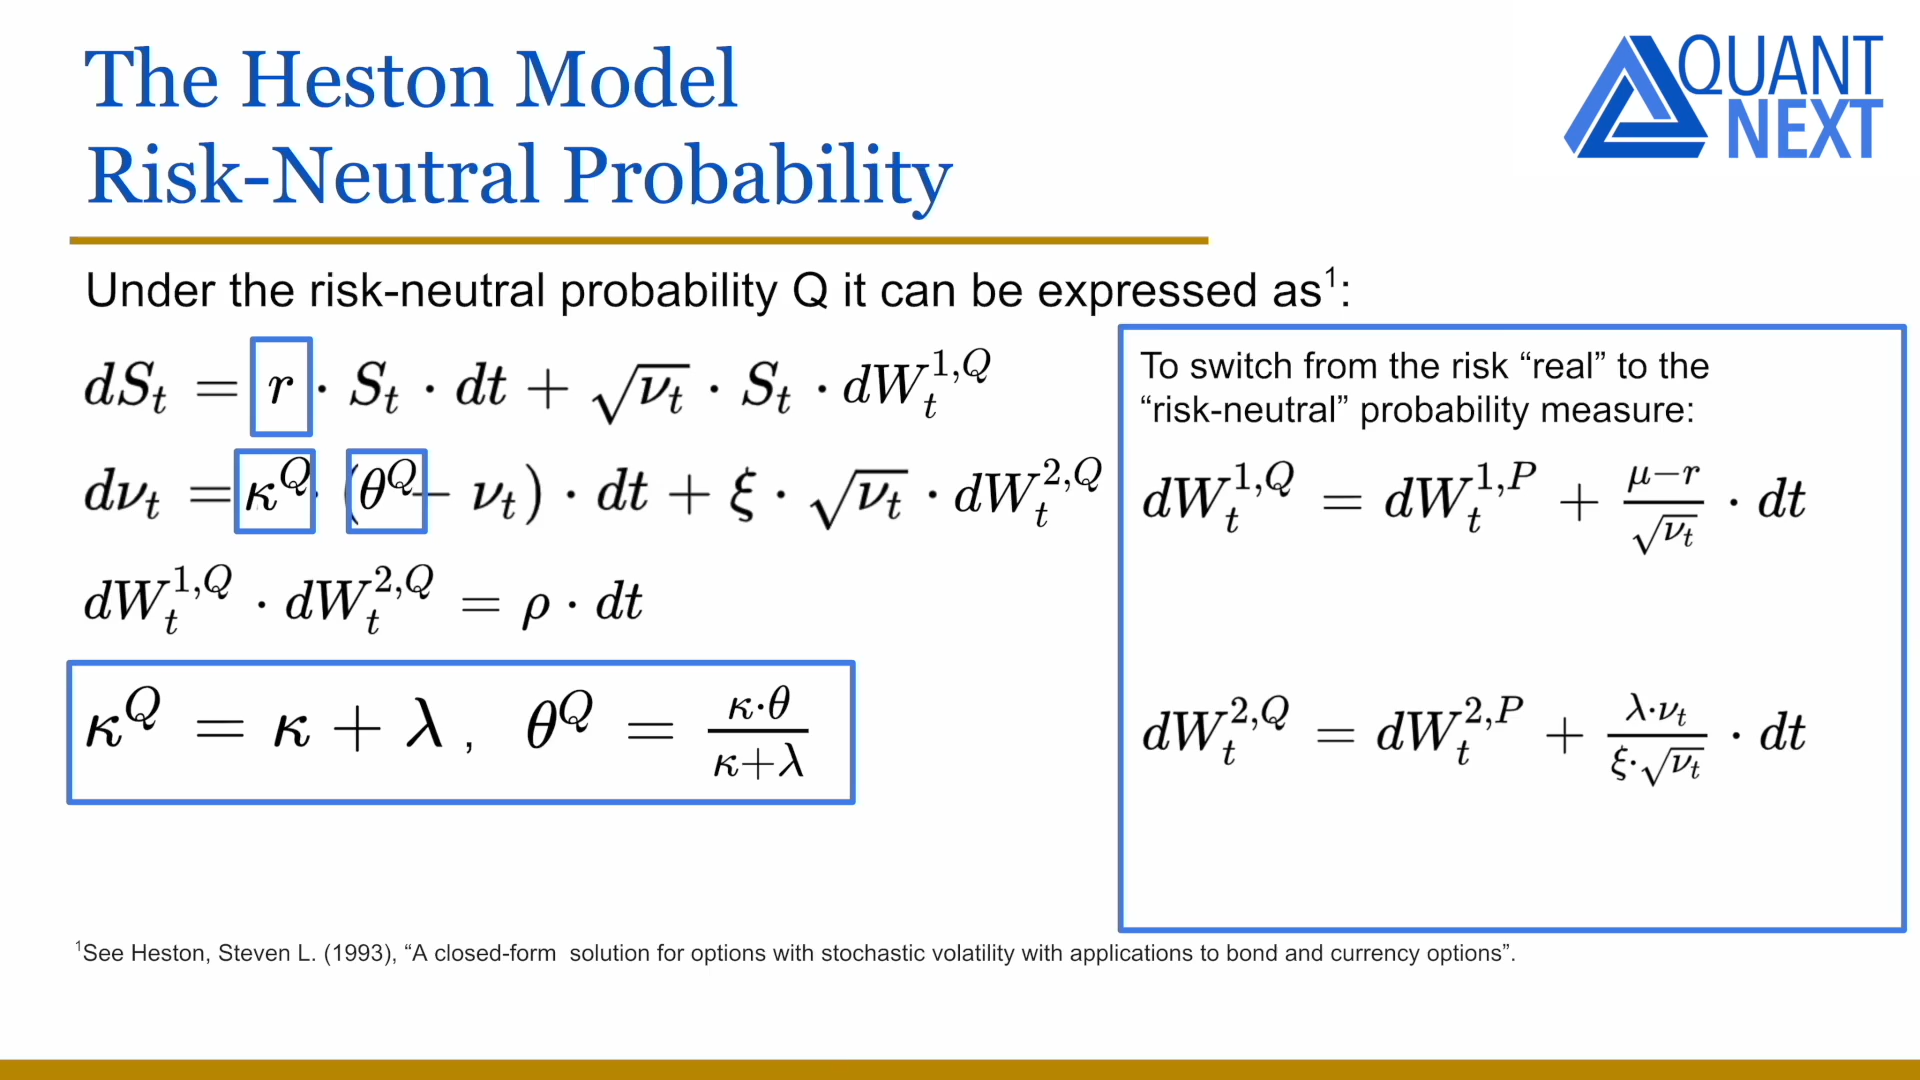 The Heston Model
Risk-Neutral Probability
QUANT
NEXT
Under the risk-neutral probability Q it can be expressed as¹:
dS_t = r · S_t · dt + √ν_t · S_t · dW_t^{1,Q}
dν_t = κ^Q · (θ^Q − ν_t) · dt + ξ · √ν_t · dW_t^{2,Q}
dW_t^{1,Q} · dW_t^{2,Q} = ρ · dt
κ^Q = κ + λ , θ^Q = κ·θ / κ+λ
To switch from the risk “real” to the
“risk-neutral” probability measure:
dW_t^{1,Q} = dW_t^{1,P} + μ−r / √ν_t · dt
dW_t^{2,Q} = dW_t^{2,P} + λ·ν_t / ξ·√ν_t · dt
¹See Heston, Steven L. (1993), “A closed-form solution for options with stochastic volatility with applications to bond and currency options”.